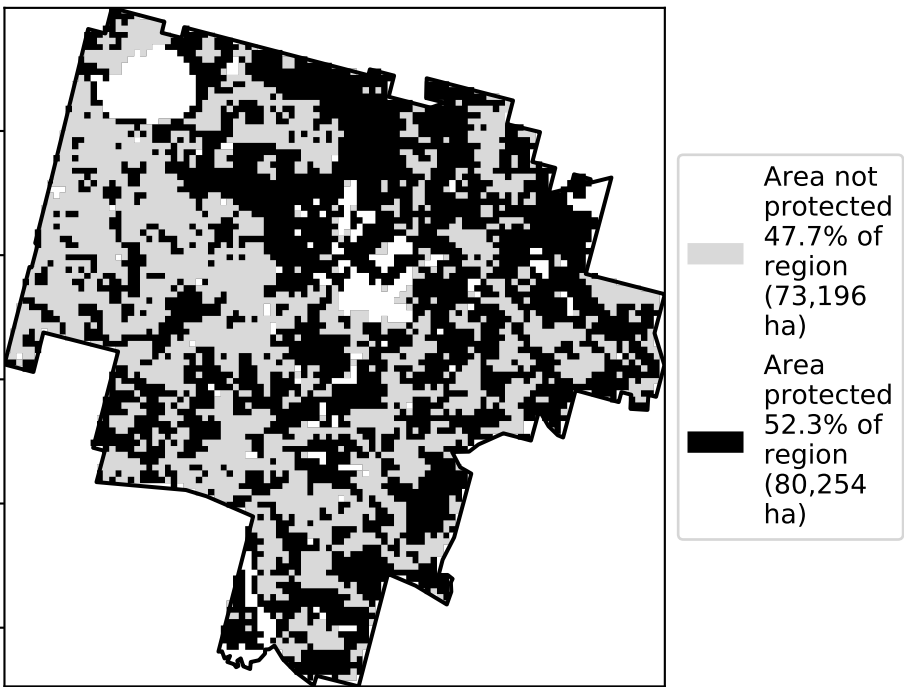 Area not
protected
47.7% of
region
(73,196
ha)
Area
protected
52.3% of
region
(80,254
ha)